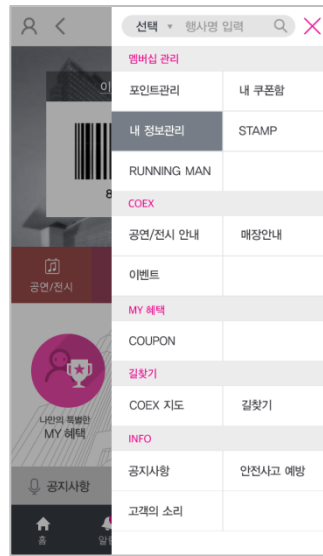 선택 ▼ 행사명 입력
멤버십 관리
포인트관리 내 쿠폰함
내 정보관리 STAMP
RUNNING MAN
COEX
공연/전시 안내 매장안내
이벤트
MY 혜택
COUPON
길찾기
COEX 지도 길찾기
INFO
공지사항 안전사고 예방
고객의 소리
이
8
공연/전시
나만의 특별한
MY 혜택
공지사항
홈 알